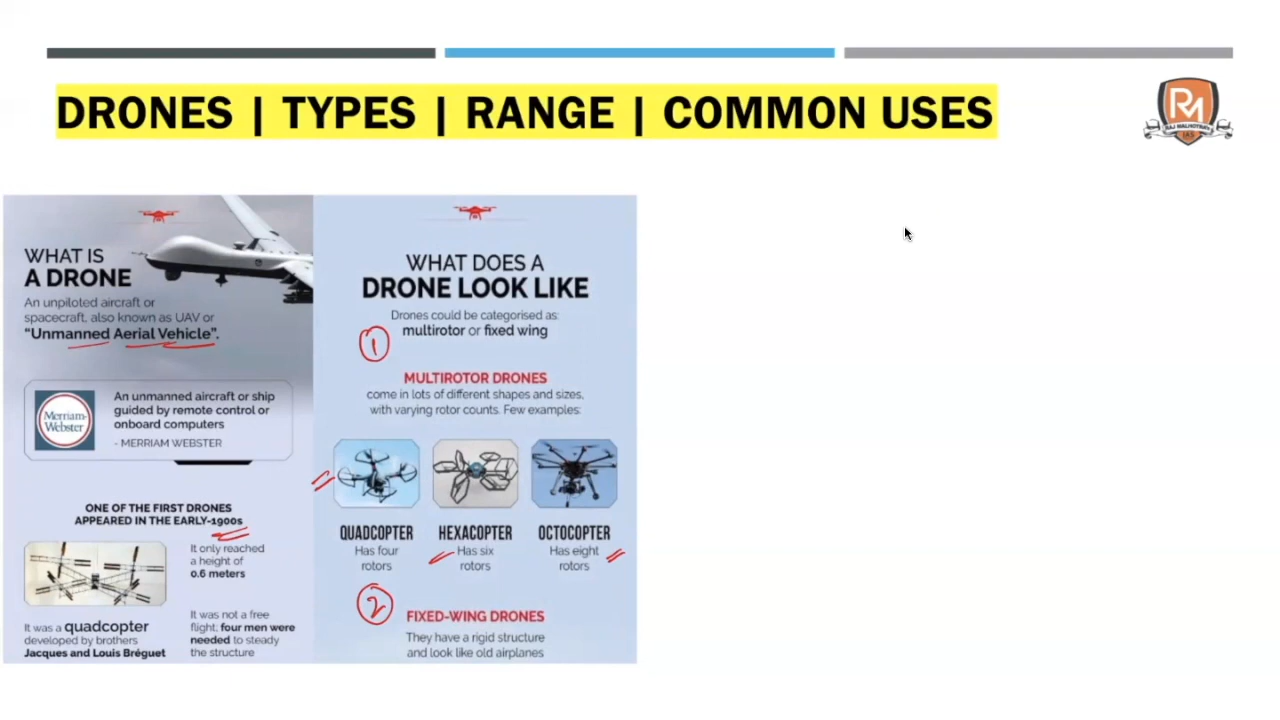 DRONES | TYPES | RANGE | COMMON USES
RM
RAJ MALHOTRA'S
IAS
WHAT IS
A DRONE
An unpiloted aircraft or
spacecraft, also known as UAV or
“Unmanned Aerial Vehicle”.
Merriam-
Webster
An unmanned aircraft or ship
guided by remote control or
onboard computers
- MERRIAM WEBSTER
ONE OF THE FIRST DRONES
APPEARED IN THE EARLY-1900s
It only reached
a height of
0.6 meters
It was a quadcopter
developed by brothers
Jacques and Louis Bréguet
It was not a free
flight; four men were
needed to steady
the structure
WHAT DOES A
DRONE LOOK LIKE
Drones could be categorised as:
multirotor or fixed wing
1
MULTIROTOR DRONES
come in lots of different shapes and sizes,
with varying rotor counts. Few examples:
QUADCOPTER
Has four
rotors
HEXACOPTER
Has six
rotors
OCTOCOPTER
Has eight
rotors
2
FIXED-WING DRONES
They have a rigid structure
and look like old airplanes